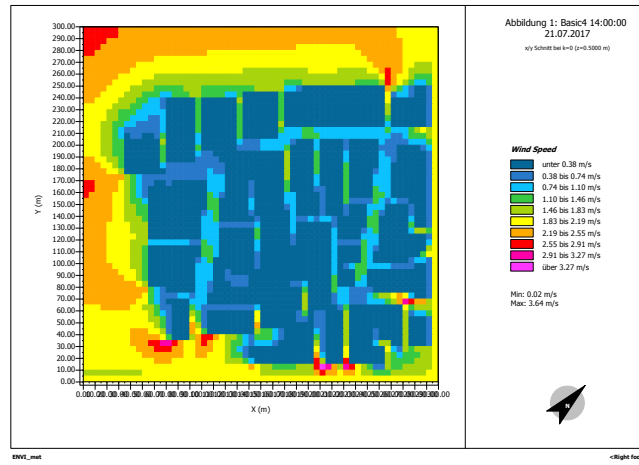 Abbildung 1: Basic4 14:00:00
21.07.2017
x/y Schnitt bei k=0 (z=0.5000 m)
300.00
290.00
280.00
270.00
260.00
250.00
240.00
230.00
220.00
210.00
200.00
190.00
180.00
170.00
160.00
150.00
140.00
130.00
120.00
110.00
100.00
90.00
80.00
70.00
60.00
50.00
40.00
30.00
20.00
10.00
0.00
Y (m)
X (m)
Wind Speed
unter 0.38 m/s
0.38 bis 0.74 m/s
0.74 bis 1.10 m/s
1.10 bis 1.46 m/s
1.46 bis 1.83 m/s
1.83 bis 2.19 m/s
2.19 bis 2.55 m/s
2.55 bis 2.91 m/s
2.91 bis 3.27 m/s
über 3.27 m/s
Min: 0.02 m/s
Max: 3.64 m/s
N
ENVI_met
<Right foo